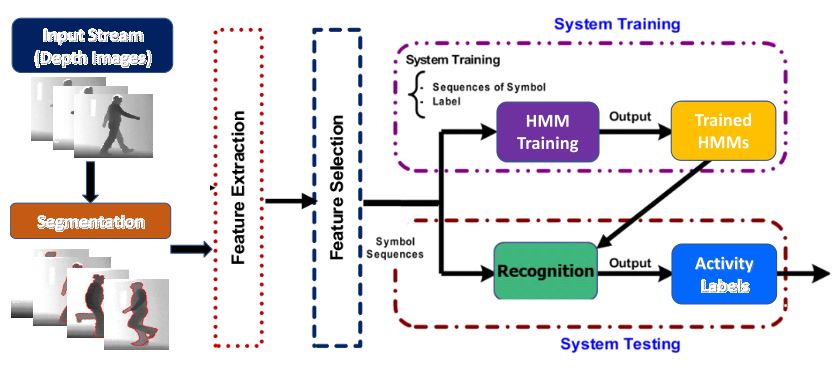 Input Stream
(Depth Images)
Segmentation
Feature Extraction
Feature Selection
System Training
System Training
- Sequences of Symbol
- Label
HMM
Training
Output
Trained
HMMs
Symbol
Sequences
Recognition
Output
Activity
Labels
System Testing